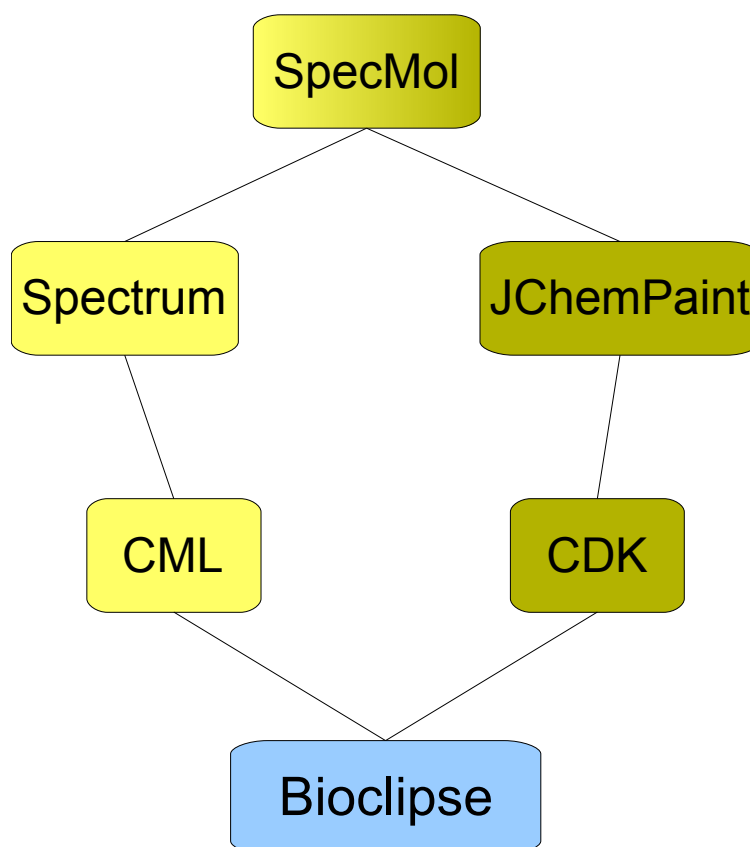 SpecMol
Spectrum
JChemPaint
CML
CDK
Bioclipse